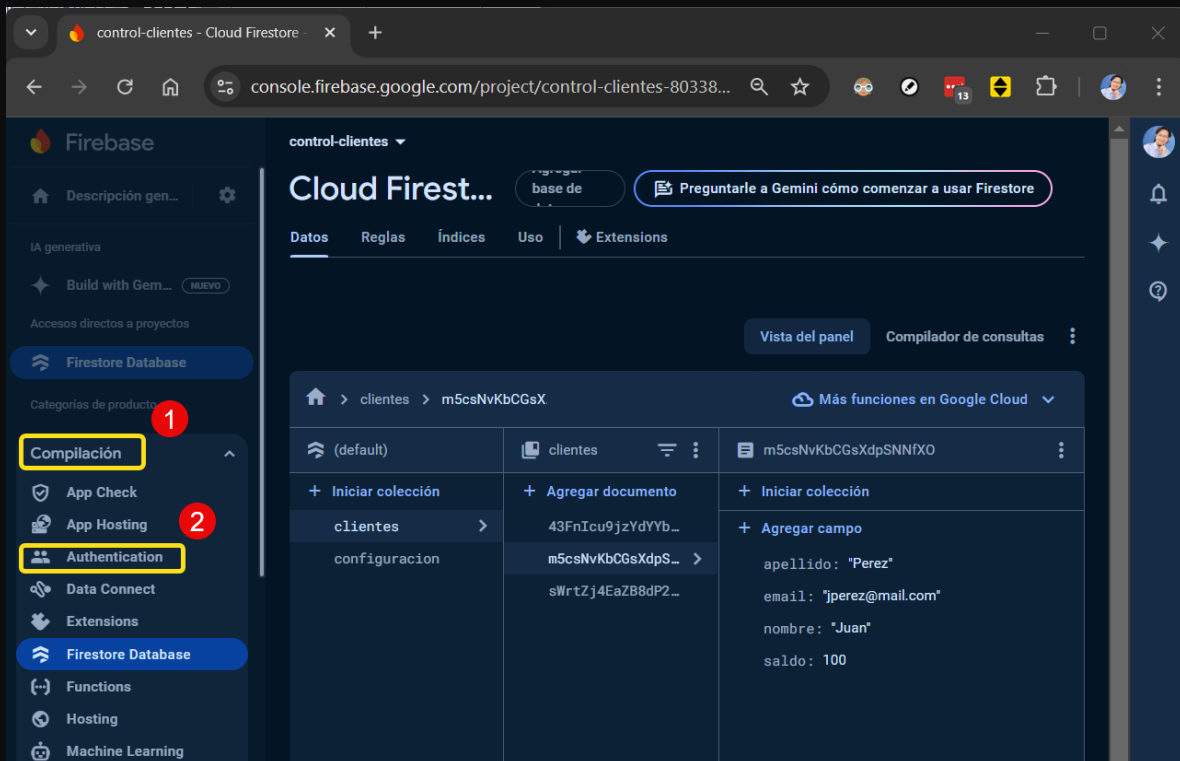 control-clientes - Cloud Firestore -
console.firebase.google.com/project/control-clientes-80338...
13
Firebase
control-clientes
Descripción gen...
Cloud Firest...
Agregar
base de
Preguntarle a Gemini cómo comenzar a usar Firestore
Datos
Reglas
Índices
Uso
Extensions
IA generativa
Build with Gem...
NUEVO
Accesos directos a proyectos
Firestore Database
Vista del panel
Compilador de consultas
Categorías de producto
1
Compilación
App Check
App Hosting
2
Authentication
Data Connect
Extensions
Firestore Database
Functions
Hosting
Machine Learning
clientes
m5csNvKbCGsX
Más funciones en Google Cloud
(default)
+ Iniciar colección
clientes
configuracion
clientes
+ Agregar documento
43FnIcu9jzYdYYb...
m5csNvKbCGsXdpS...
sWrtZj4EaZB8dP2...
m5csNvKbCGsXdpSNNfXO
+ Iniciar colección
+ Agregar campo
apellido: "Perez"
email: "jperez@mail.com"
nombre: "Juan"
saldo: 100